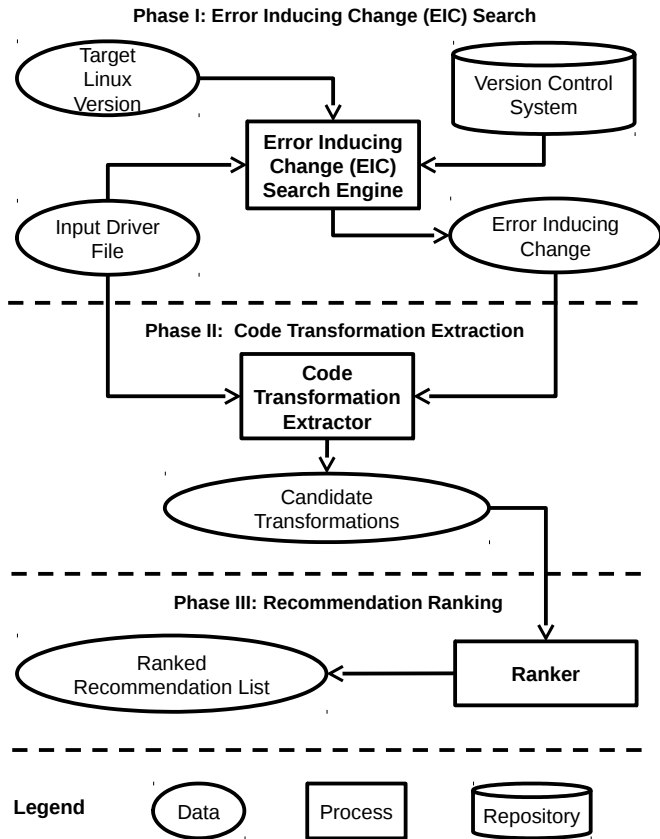 Phase I: Error Inducing Change (EIC) Search
Target
Linux
Version
Version Control
System
Error Inducing
Change (EIC)
Search Engine
Input Driver
File
Error Inducing
Change
Phase II:  Code Transformation Extraction
Code
Transformation
Extractor
Candidate
Transformations
Phase III: Recommendation Ranking
Ranked
Recommendation List
Ranker
Legend
Data
Process
Repository